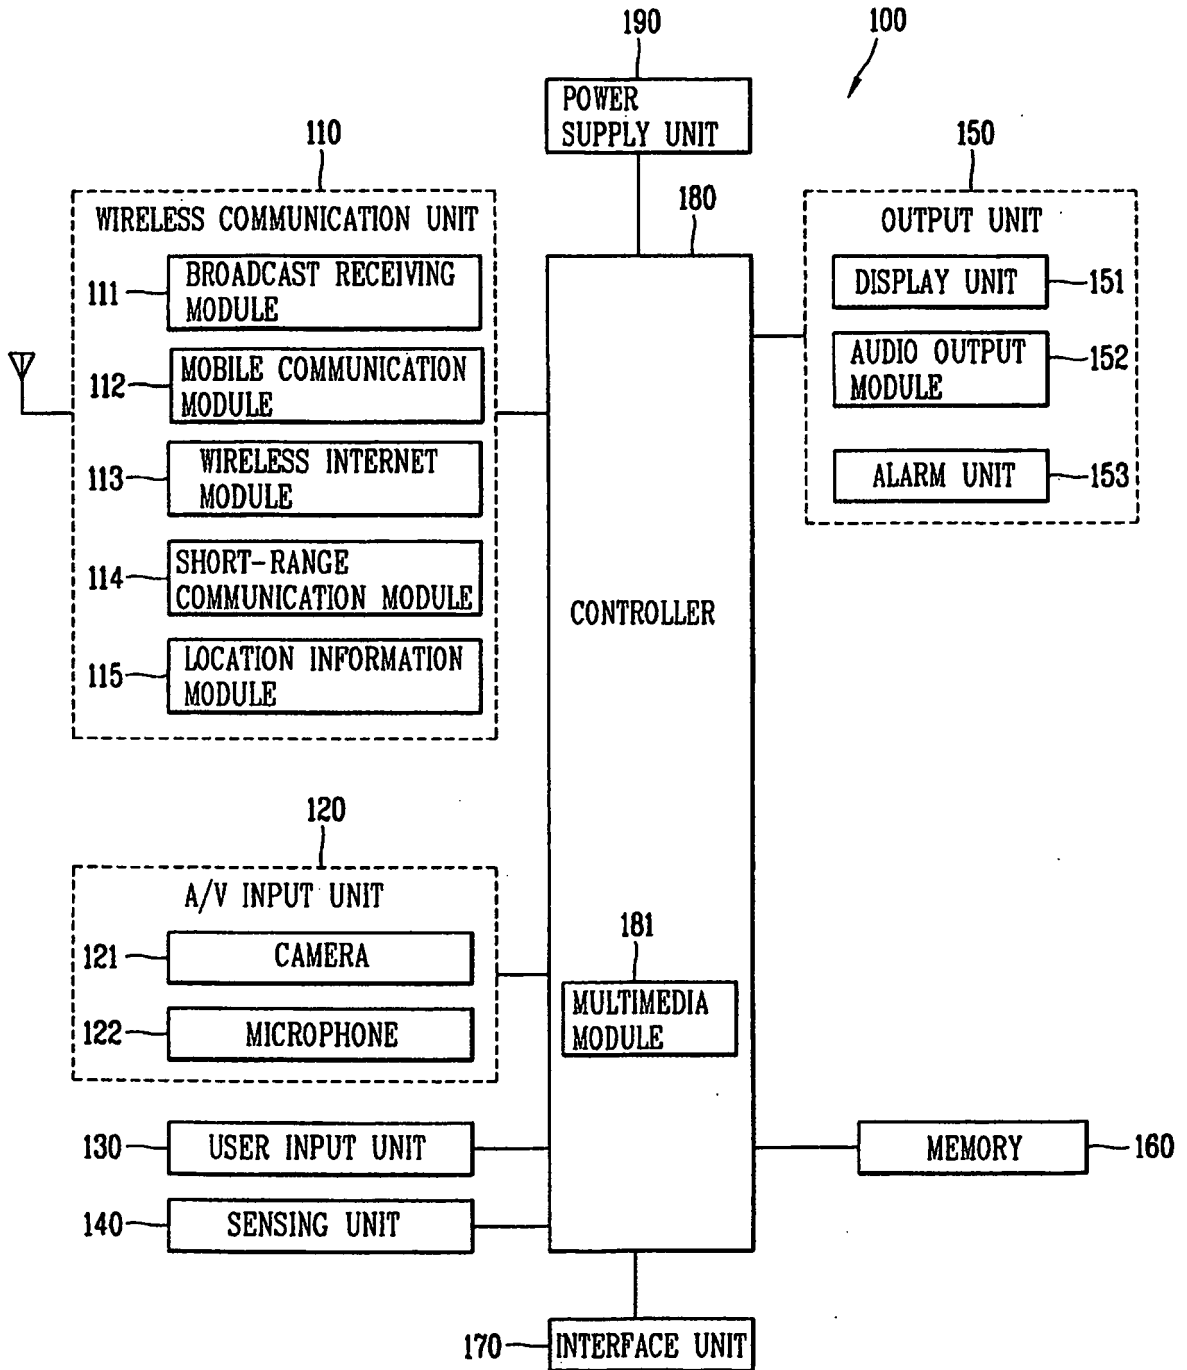 190
100
POWER
SUPPLY UNIT
110
150
180
WIRELESS COMMUNICATION UNIT
OUTPUT UNIT
111
BROADCAST RECEIVING
MODULE
DISPLAY UNIT
151
112
MOBILE COMMUNICATION
MODULE
AUDIO OUTPUT
MODULE
152
113
WIRELESS INTERNET
MODULE
ALARM UNIT
153
114
SHORT-RANGE
COMMUNICATION MODULE
CONTROLLER
115
LOCATION INFORMATION
MODULE
120
A/V INPUT UNIT
121
CAMERA
181
MULTIMEDIA
MODULE
122
MICROPHONE
130
USER INPUT UNIT
MEMORY
160
140
SENSING UNIT
170
INTERFACE UNIT